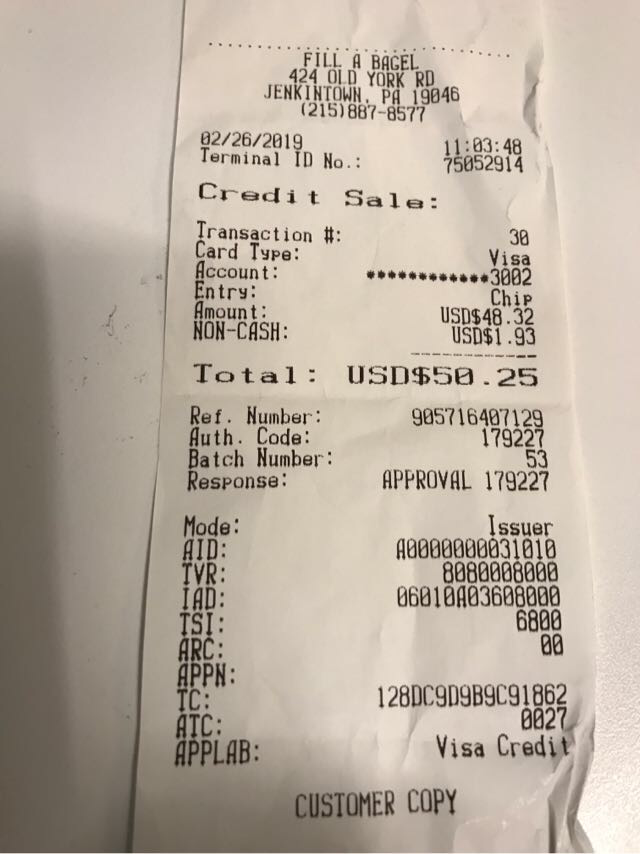 FILL A BAGEL
424 OLD YORK RD
JENKINTOWN, PA 19046
(215)887-8577
02/26/2019 11:03:48
Terminal ID No.: 75052914
Credit Sale:
Transaction #: 30
Card Type: Visa
Account: ************3002
Entry: Chip
Amount: USD$48.32
NON-CASH: USD$1.93
Total: USD$50.25
Ref. Number: 905716407129
Auth. Code: 179227
Batch Number: 53
Response: APPROVAL 179227
Mode: Issuer
AID: A0000000031010
TVR: 8080008000
IAD: 06010A03608000
TSI: 6800
ARC: 00
APPN:
TC: 128DC9D9B9C91862
ATC: 0027
APPLAB: Visa Credit
CUSTOMER COPY